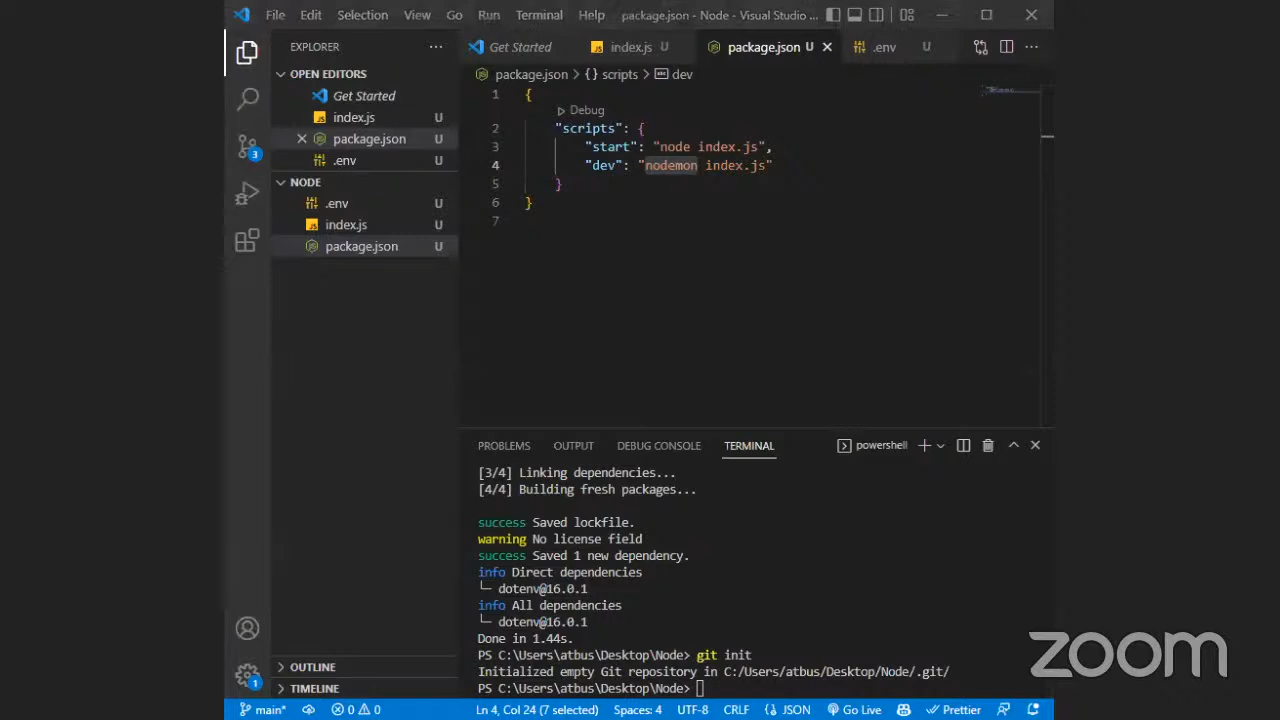 File Edit Selection View Go Run Terminal Help package.json - Node - Visual Studio ...
EXPLORER
Get Started index.js U package.json U .env U
OPEN EDITORS
package.json > {} scripts > dev
Get Started
index.js U
package.json U
.env U
NODE
.env U
index.js U
package.json U
1 {
Debug
2 "scripts": {
3 "start": "node index.js",
4 "dev": "nodemon index.js"
5 }
6 }
7
3
PROBLEMS OUTPUT DEBUG CONSOLE TERMINAL powershell
[3/4] Linking dependencies...
[4/4] Building fresh packages...
success Saved lockfile.
warning No license field
success Saved 1 new dependency.
info Direct dependencies
└─ dotenv@16.0.1
info All dependencies
└─ dotenv@16.0.1
Done in 1.44s.
PS C:\Users\atbus\Desktop\Node> git init
Initialized empty Git repository in C:/Users/atbus/Desktop/Node/.git/
PS C:\Users\atbus\Desktop\Node>
OUTLINE
TIMELINE
1
zoom
main* 0 0 Ln 4, Col 24 (7 selected) Spaces: 4 UTF-8 CRLF {} JSON Go Live Prettier